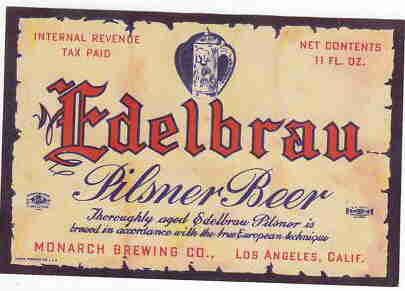 INTERNAL REVENUE
TAX PAID
NET CONTENTS
11 FL. OZ.
Edelbrau
Pilsner Beer
Thoroughly aged Edelbrau Pilsner is
brewed in accordance with the true European technique
MONARCH BREWING CO., LOS ANGELES, CALIF.